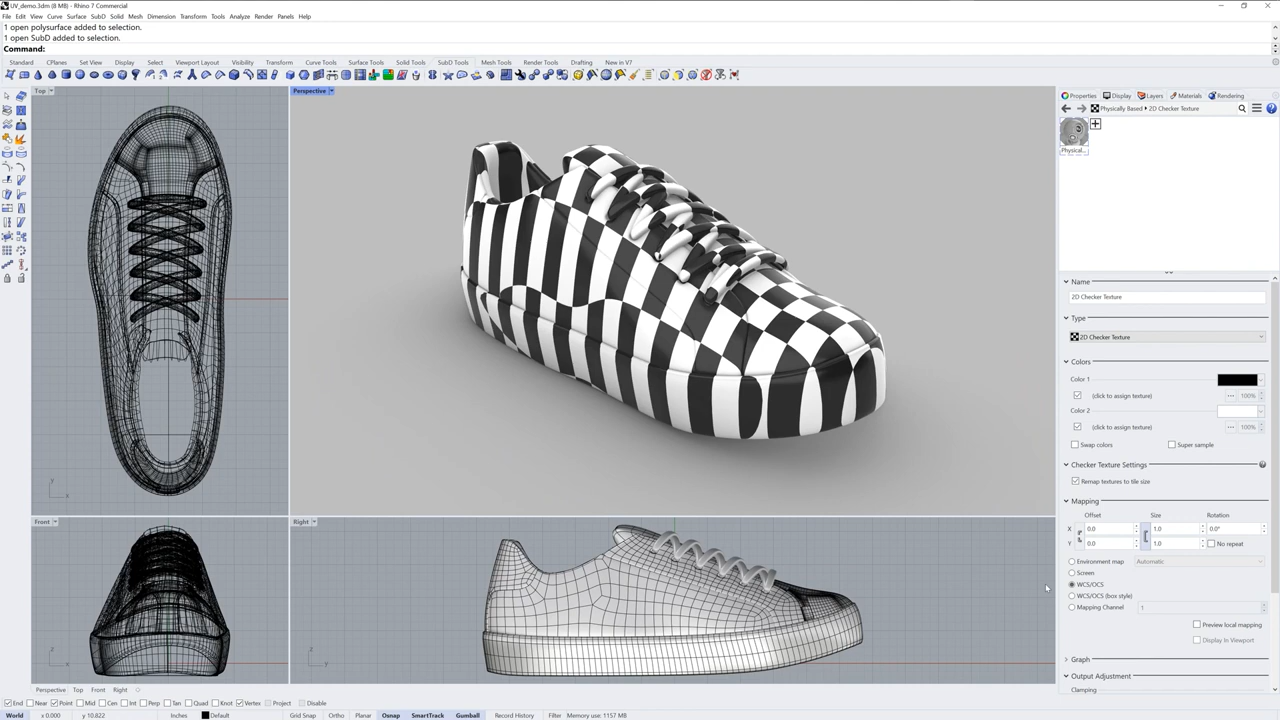 UV_demo.3dm (8 MB) - Rhino 7 Commercial
File Edit View Curve Surface SubD Solid Mesh Dimension Transform Tools Analyze Render Panels Help
1 open polysurface added to selection.
1 open SubD added to selection.
Command:
Standard CPlanes Set View Display Select Viewport Layout Visibility Transform Curve Tools Surface Tools Solid Tools SubD Tools Mesh Tools Render Tools Drafting New in V7
Top
Perspective
Properties Display Layers Materials Rendering
Physically Based 2D Checker Texture
Physical...
Name
2D Checker Texture
Type
2D Checker Texture
Colors
Color 1
(click to assign texture) 100%
Color 2
(click to assign texture) 100%
Swap colors Super sample
Checker Texture Settings
Remap textures to tile size
Mapping
Offset Size Rotation
X 0.0 1.0 0.0°
Y 0.0 1.0 No repeat
Environment map Automatic
Screen
WCS/OCS
WCS/OCS (box style)
Mapping Channel 1
Preview local mapping
Display In Viewport
Graph
Output Adjustment
Clamping
Front
Right
y
x
z
x
z
y
Perspective Top Front Right
End Near Point Mid Cen Int Perp Tan Quad Knot Vertex Project Disable
World x 0.000 y 10.822 Inches Default Grid Snap Ortho Planar Osnap SmartTrack Gumball Record History Filter Memory use: 1157 MB